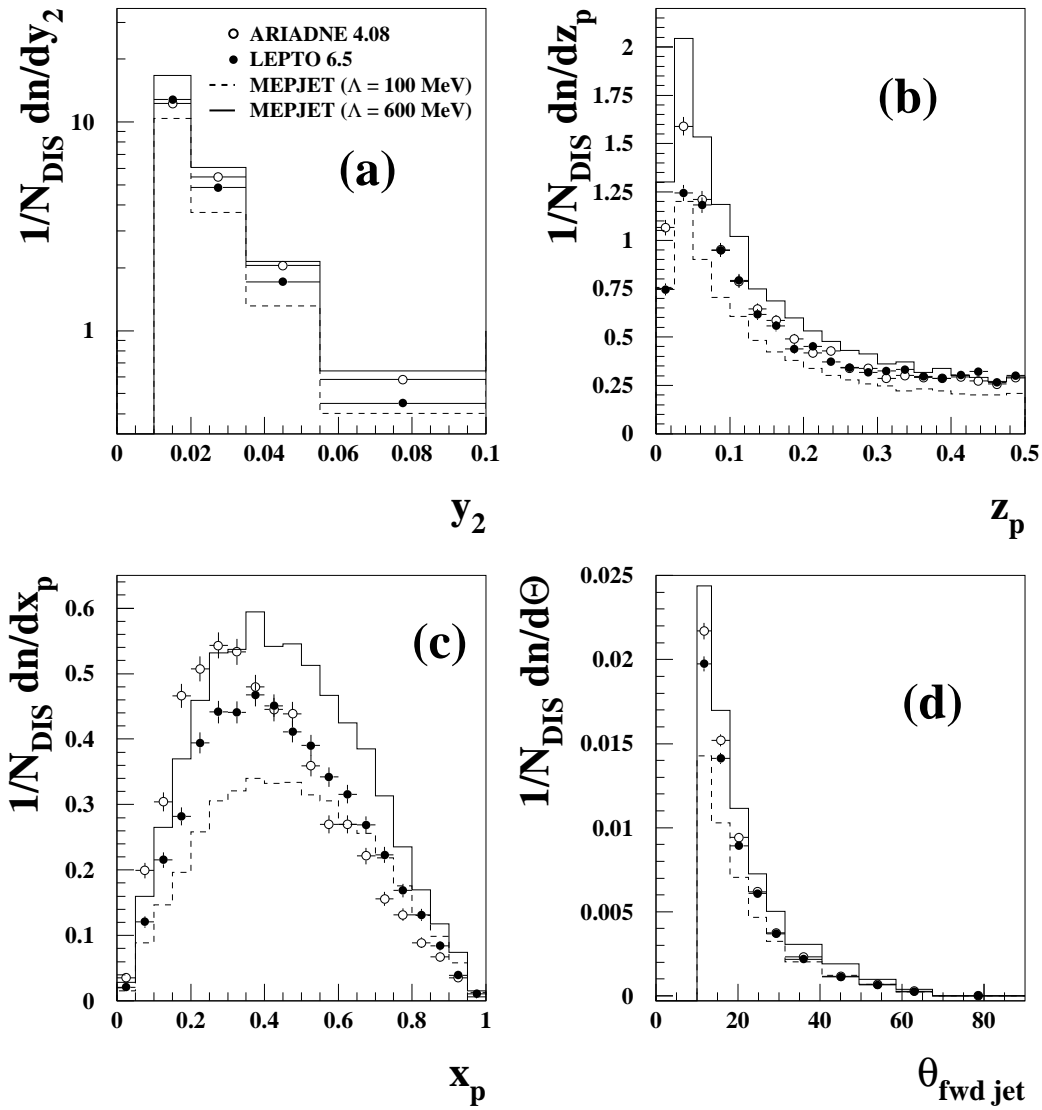 1/N_DIS dn/dy_2
○ ARIADNE 4.08
● LEPTO 6.5
MEPJET (Λ = 100 MeV)
MEPJET (Λ = 600 MeV)
(a)
10
1
0 0.02 0.04 0.06 0.08 0.1
y_2
1/N_DIS dn/dz_p
(b)
2
1.75
1.5
1.25
1
0.75
0.5
0.25
0
0 0.1 0.2 0.3 0.4 0.5
z_p
1/N_DIS dn/dx_p
(c)
0.6
0.5
0.4
0.3
0.2
0.1
0
0 0.2 0.4 0.6 0.8 1
x_p
1/N_DIS dn/dΘ
(d)
0.025
0.02
0.015
0.01
0.005
0
0 20 40 60 80
θ_fwd jet